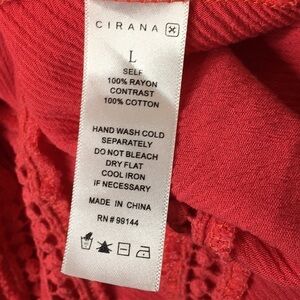 CIRANA
L
SELF
100% RAYON
CONTRAST
100% COTTON
HAND WASH COLD
SEPARATELY
DO NOT BLEACH
DRY FLAT
COOL IRON
IF NECESSARY
MADE IN CHINA
RN # 99144